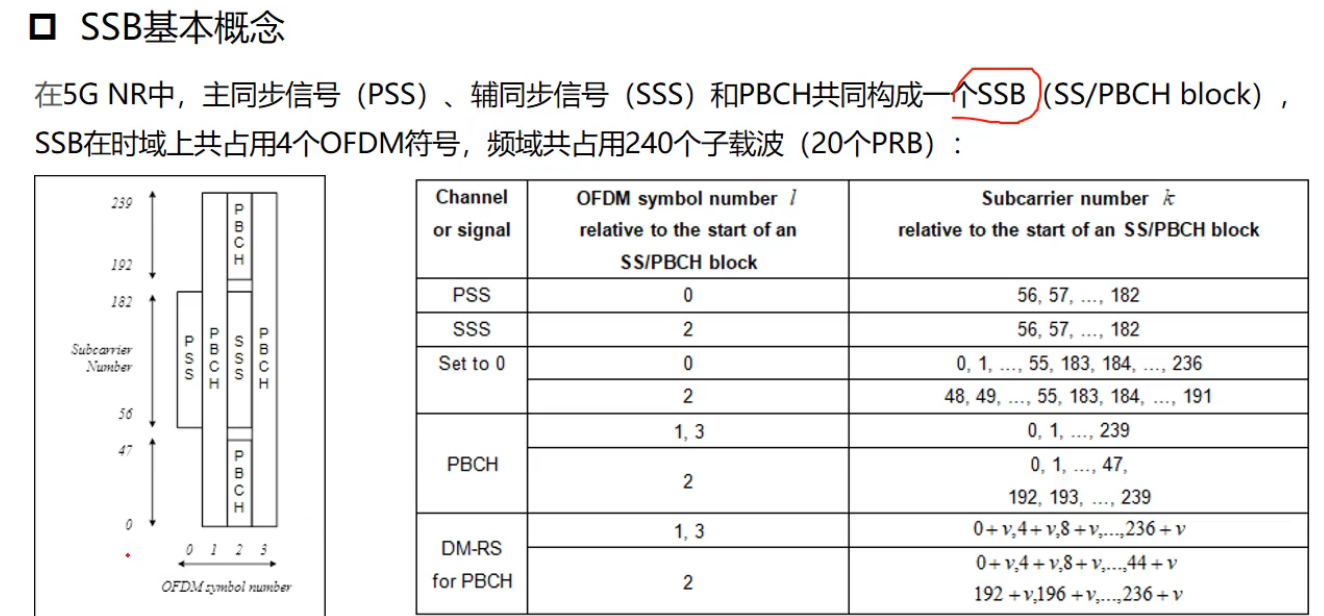 SSB基本概念
在5G NR中，主同步信号（PSS）、辅同步信号（SSS）和PBCH共同构成一个SSB（SS/PBCH block），
SSB在时域上共占用4个OFDM符号，频域共占用240个子载波（20个PRB）：
239
192
182
Subcarrier
Number
56
47
0
PSS
PBCH
PBCH
SSS
PBCH
PBCH
0 1 2 3
OFDM symbol number
Channel or signal
OFDM symbol number l relative to the start of an SS/PBCH block
Subcarrier number k relative to the start of an SS/PBCH block
PSS 0 56, 57, …, 182
SSS 2 56, 57, …, 182
Set to 0 0 0, 1, …, 55, 183, 184, …, 236
2 48, 49, …, 55, 183, 184, …, 191
PBCH 1, 3 0, 1, …, 239
2 0, 1, …, 47,
192, 193, …, 239
DM-RS for PBCH 1, 3 0+v,4+v,8+v,...,236+v
2 0+v,4+v,8+v,...,44+v
192+v,196+v,...,236+v